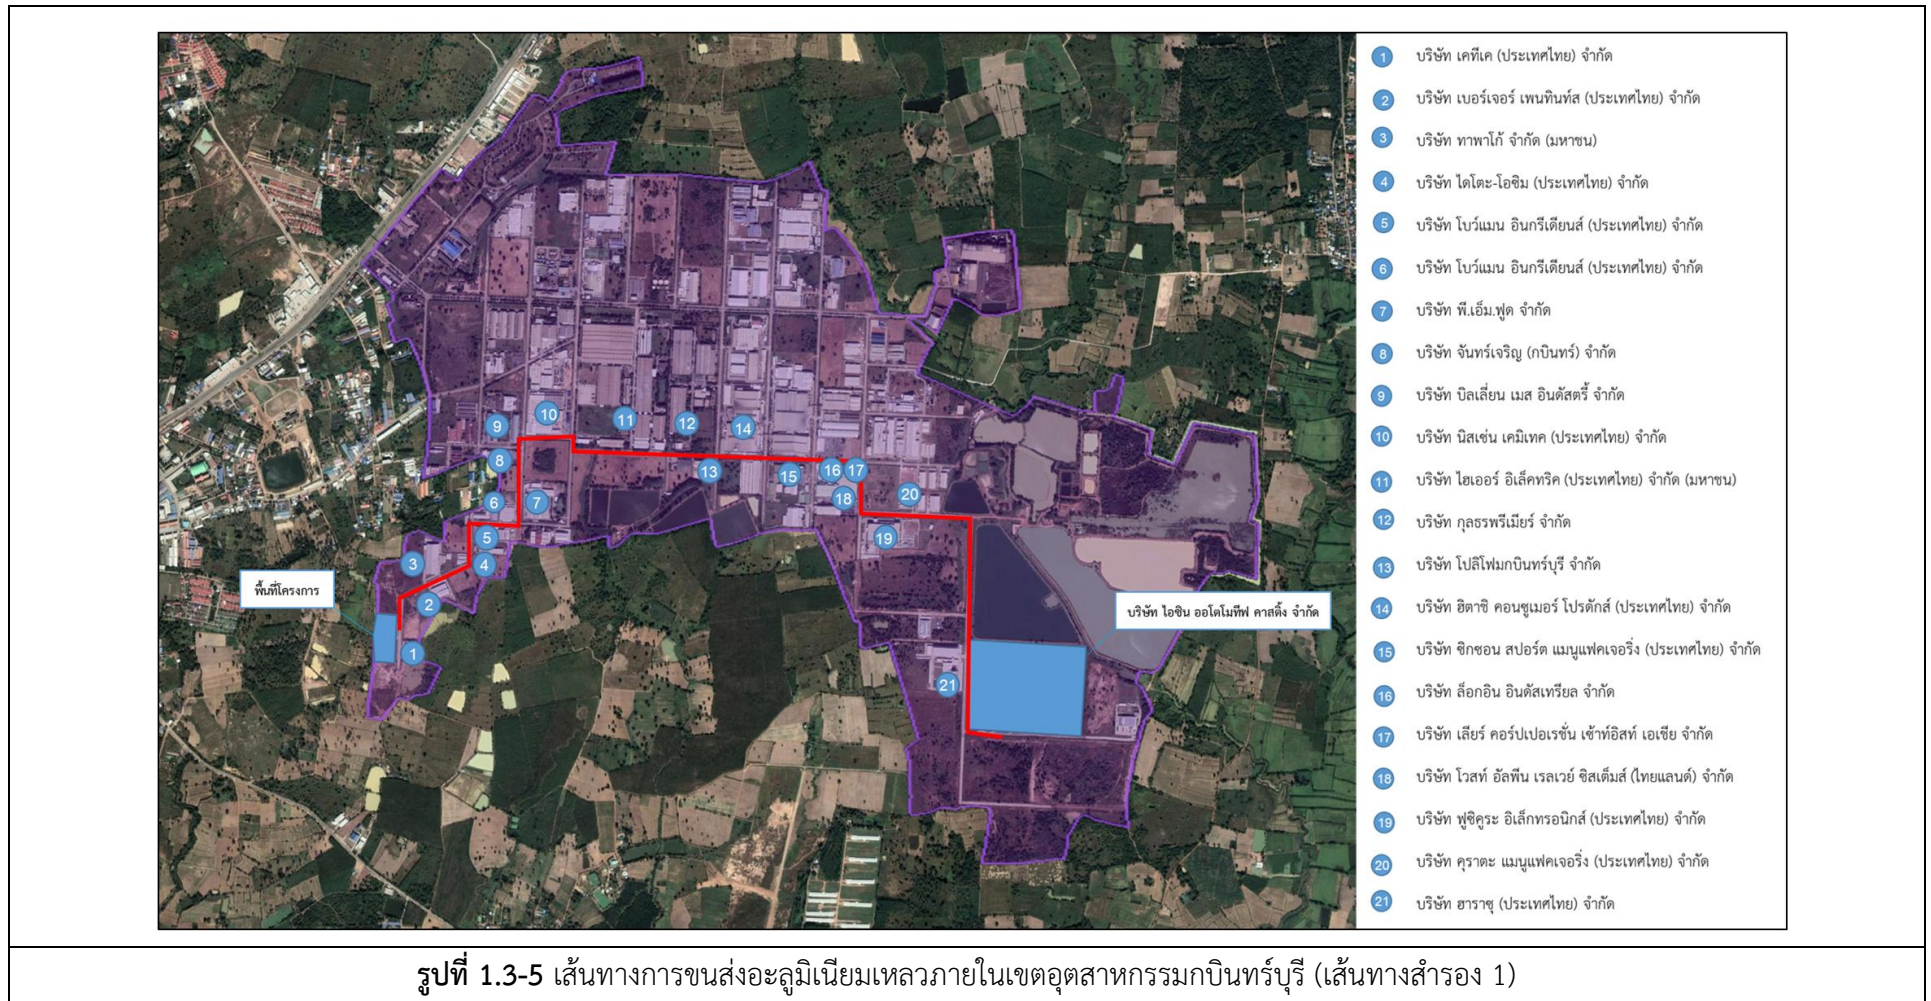 1 บริษัท เคทีเค (ประเทศไทย) จำกัด
2 บริษัท เบอร์เจอร์ เพนทินท์ส (ประเทศไทย) จำกัด
3 บริษัท ทาพาโก้ จำกัด (มหาชน)
4 บริษัท ไดโตะ-โอซิม (ประเทศไทย) จำกัด
5 บริษัท โบว์แมน อินกรีเดียนส์ (ประเทศไทย) จำกัด
6 บริษัท โบว์แมน อินกรีเดียนส์ (ประเทศไทย) จำกัด
7 บริษัท พี.เอ็ม.ฟูด จำกัด
8 บริษัท จันทร์เจริญ (กบินทร์) จำกัด
9 บริษัท บิลเลี่ยน เมส อินดัสตรี้ จำกัด
10 บริษัท นิสเช่น เคมิเทค (ประเทศไทย) จำกัด
11 บริษัท ไฮเออร์ อิเล็คทริค (ประเทศไทย) จำกัด (มหาชน)
12 บริษัท กุลธรพรีเมียร์ จำกัด
13 บริษัท โปลิโฟมกบินทร์บุรี จำกัด
14 บริษัท ฮิตาชิ คอนซูเมอร์ โปรดักส์ (ประเทศไทย) จำกัด
15 บริษัท ซิกซอน สปอร์ต แมนูแฟคเจอริ่ง (ประเทศไทย) จำกัด
16 บริษัท ล็อกอิน อินดัสเทรียล จำกัด
17 บริษัท เลียร์ คอร์ปเปอเรชั่น เซ้าท์อิสท์ เอเชีย จำกัด
18 บริษัท โวสท์ อัลพีน เรลเวย์ ซิสเต็มส์ (ไทยแลนด์) จำกัด
19 บริษัท ฟูซิคูระ อิเล็กทรอนิกส์ (ประเทศไทย) จำกัด
20 บริษัท คุราตะ แมนูแฟคเจอริ่ง (ประเทศไทย) จำกัด
21 บริษัท ฮาราซุ (ประเทศไทย) จำกัด
10
11
12
14
9
8
13
15
16
17
18
20
6
7
5
19
3
4
พื้นที่โครงการ
2
บริษัท ไอซิน ออโตโมทีฟ คาสติ้ง จำกัด
1
21
รูปที่ 1.3-5 เส้นทางการขนส่งอะลูมิเนียมเหลวภายในเขตอุตสาหกรรมกบินทร์บุรี (เส้นทางสำรอง 1)